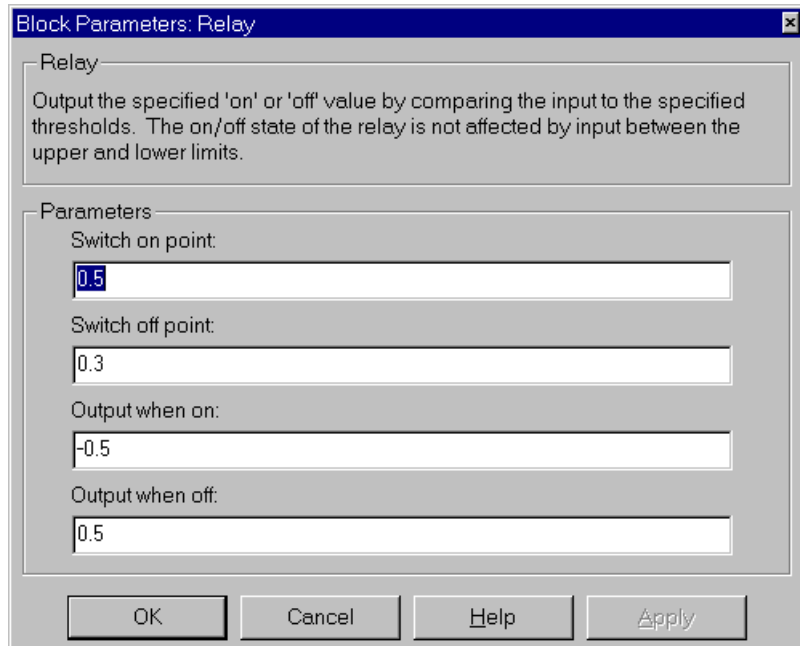 Block Parameters: Relay
Relay
Output the specified 'on' or 'off' value by comparing the input to the specified
thresholds. The on/off state of the relay is not affected by input between the
upper and lower limits.
Parameters
Switch on point:
0.5
Switch off point:
0.3
Output when on:
-0.5
Output when off:
0.5
OK Cancel Help Apply